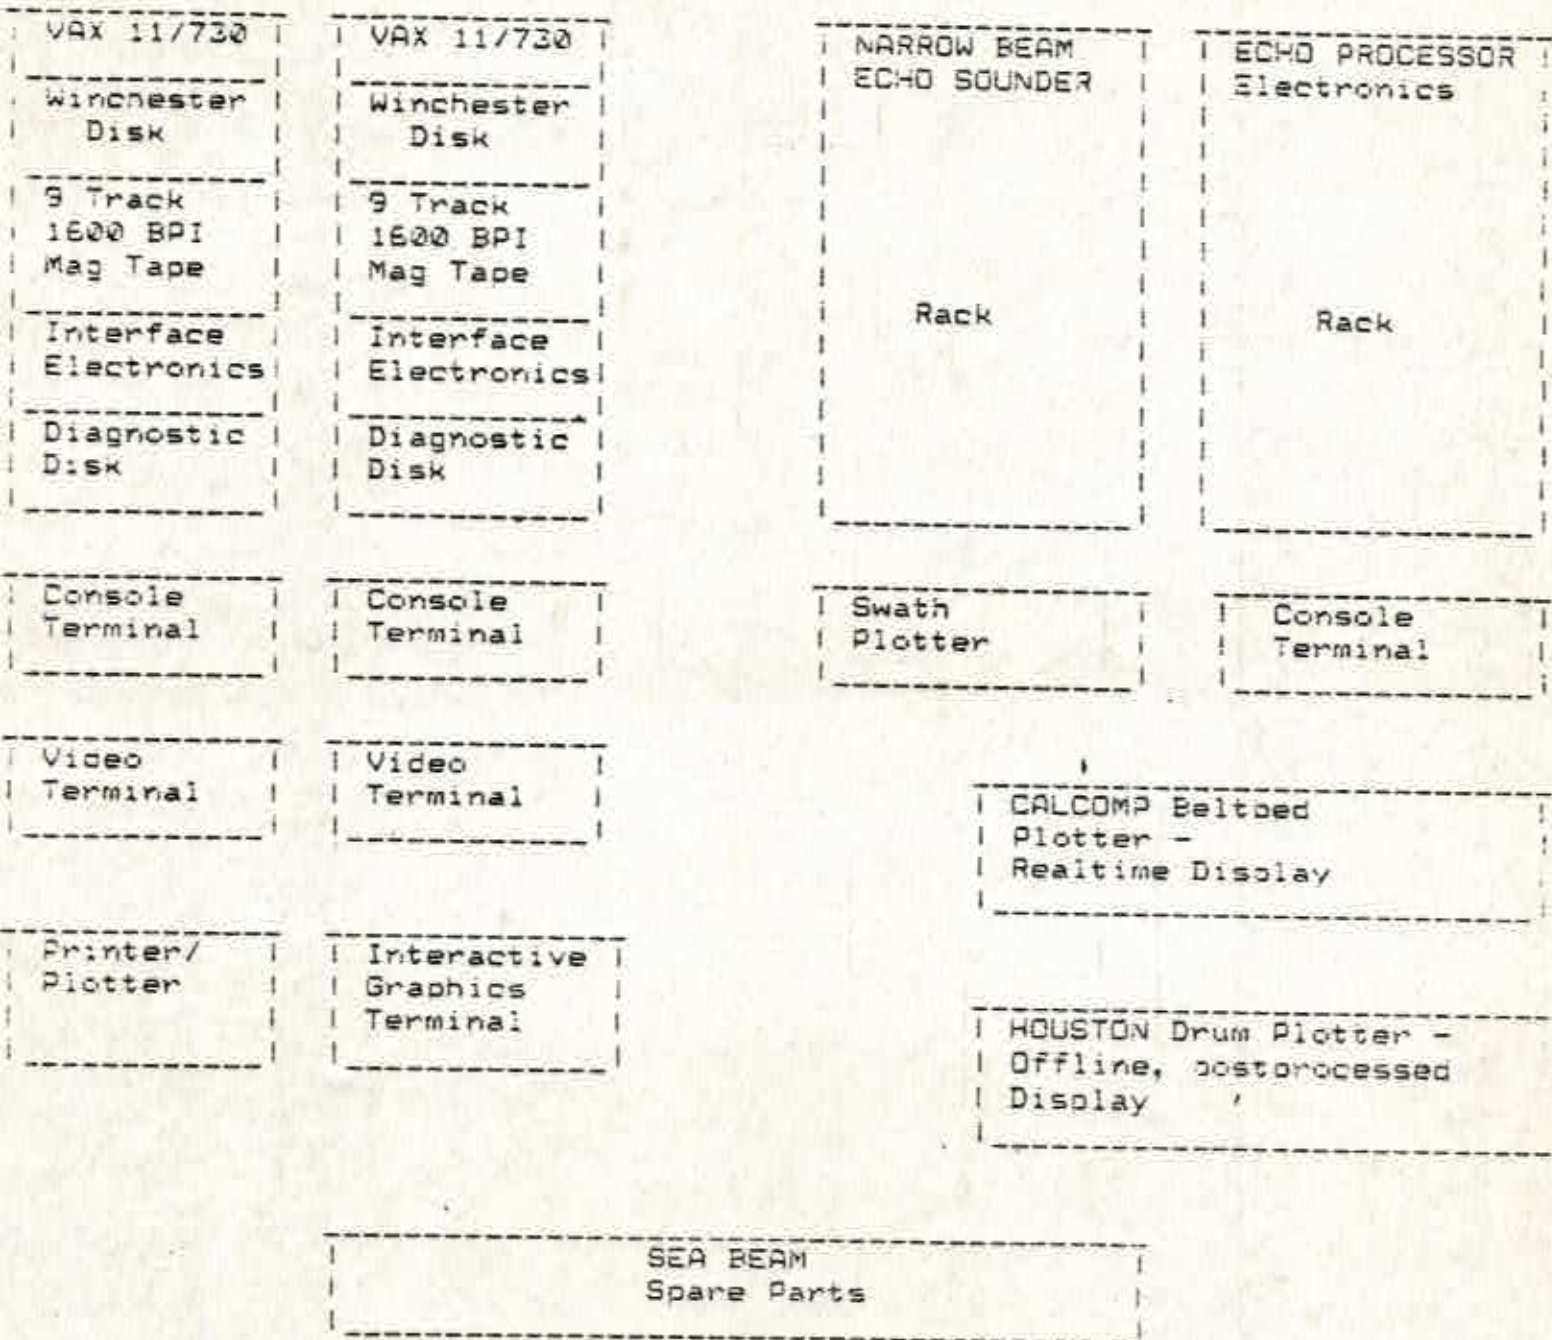 VAX 11/730
Winchester
Disk
9 Track
1600 BPI
Mag Tape
Interface
Electronics
Diagnostic
Disk
VAX 11/730
Winchester
Disk
9 Track
1600 BPI
Mag Tape
Interface
Electronics
Diagnostic
Disk
NARROW BEAM
ECHO SOUNDER
Rack
ECHO PROCESSOR
Electronics
Rack
Console
Terminal
Console
Terminal
Swath
Plotter
Console
Terminal
Video
Terminal
Video
Terminal
CALCOMP Beltbed
Plotter -
Realtime Display
Printer/
Plotter
Interactive
Graphics
Terminal
HOUSTON Drum Plotter -
Offline, postprocessed
Display
SEA BEAM
Spare Parts